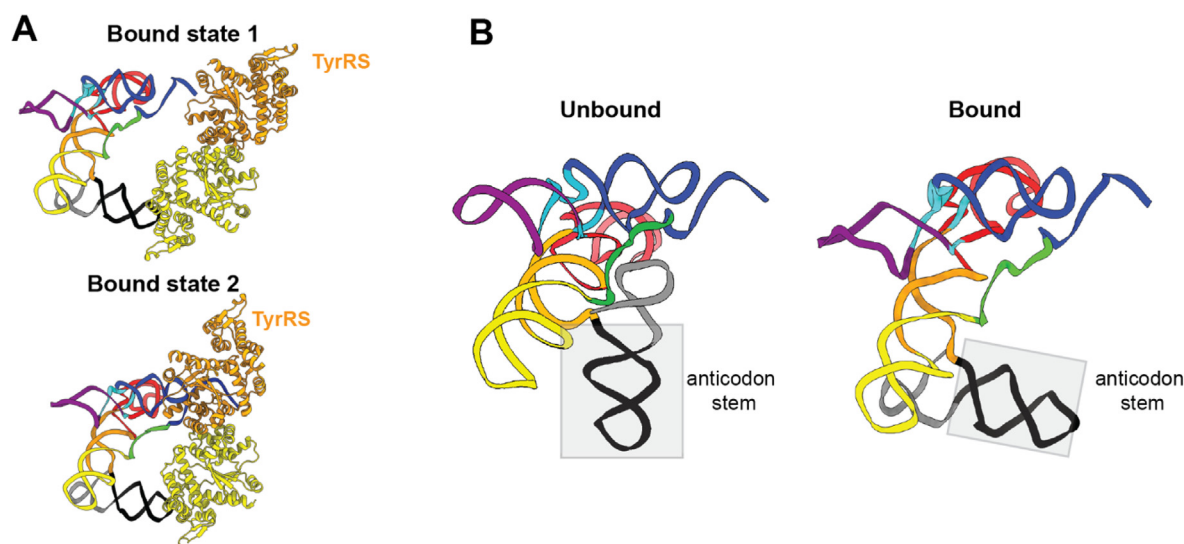 A
Bound state 1
TyrRS
Bound state 2
TyrRS
B
Unbound
Bound
anticodon
stem
anticodon
stem